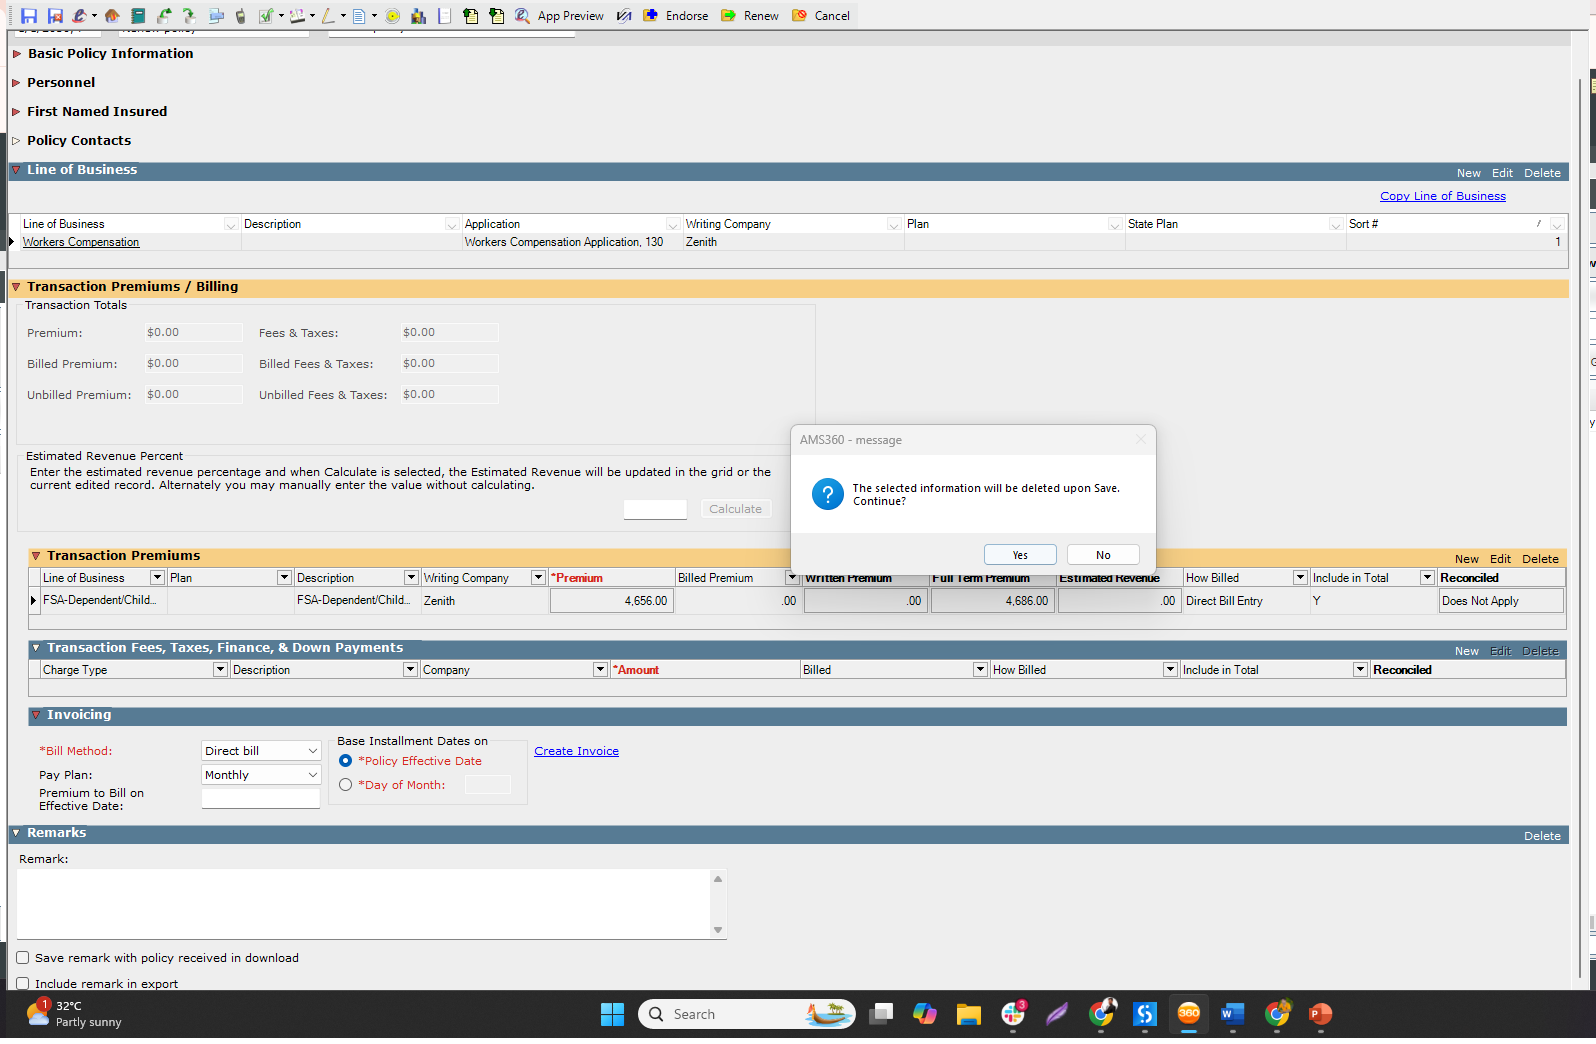 App Preview Endorse Renew Cancel
Basic Policy Information
Personnel
First Named Insured
Policy Contacts
Line of Business New Edit Delete
Copy Line of Business
Line of Business Description Application Writing Company Plan State Plan Sort # /
Workers Compensation Workers Compensation Application, 130 Zenith 1
Transaction Premiums / Billing
Transaction Totals
Premium: $0.00 Fees & Taxes: $0.00
Billed Premium: $0.00 Billed Fees & Taxes: $0.00
Unbilled Premium: $0.00 Unbilled Fees & Taxes: $0.00
AMS360 - message
The selected information will be deleted upon Save.
Continue?
Yes No
Estimated Revenue Percent
Enter the estimated revenue percentage and when Calculate is selected, the Estimated Revenue will be updated in the grid or the
current edited record. Alternately you may manually enter the value without calculating.
Calculate
Transaction Premiums New Edit Delete
Line of Business Plan Description Writing Company *Premium Billed Premium Written Premium Full Term Premium Estimated Revenue How Billed Include in Total Reconciled
FSA-Dependent/Child... FSA-Dependent/Child... Zenith 4,656.00 .00 .00 4,686.00 .00 Direct Bill Entry Y Does Not Apply
Transaction Fees, Taxes, Finance, & Down Payments New Edit Delete
Charge Type Description Company *Amount Billed How Billed Include in Total Reconciled
Invoicing
*Bill Method: Direct bill
Pay Plan: Monthly
Premium to Bill on
Effective Date:
Base Installment Dates on
*Policy Effective Date
*Day of Month:
Create Invoice
Remarks Delete
Remark:
Save remark with policy received in download
Include remark in export
1
32°C
Partly sunny
Search
3
360
W
P